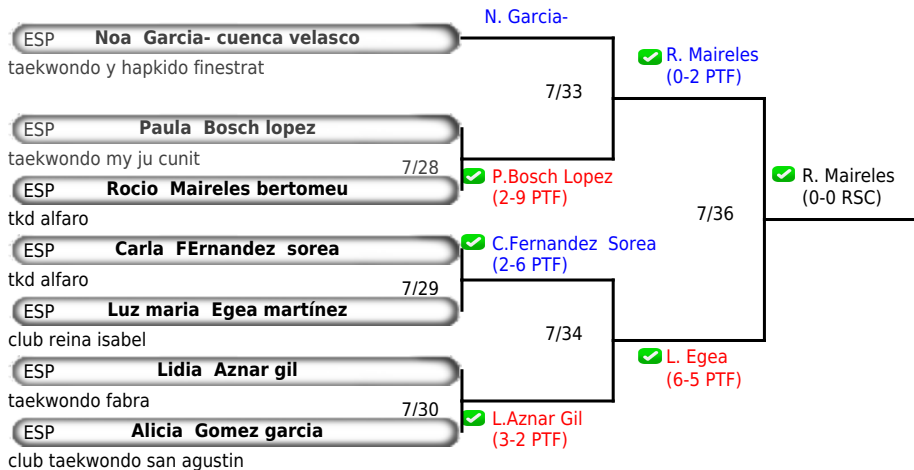 N. Garcia-
ESP Noa Garcia- cuenca velasco
taekwondo y hapkido finestrat
R. Maireles
(0-2 PTF)
7/33
ESP Paula Bosch lopez
taekwondo my ju cunit
7/28
ESP Rocio Maireles bertomeu
tkd alfaro
P.Bosch Lopez
(2-9 PTF)
R. Maireles
(0-0 RSC)
7/36
ESP Carla FErnandez sorea
tkd alfaro
C.Fernandez Sorea
(2-6 PTF)
7/29
ESP Luz maria Egea martínez
club reina isabel
7/34
L. Egea
(6-5 PTF)
ESP Lidia Aznar gil
taekwondo fabra
7/30
ESP Alicia Gomez garcia
club taekwondo san agustin
L.Aznar Gil
(3-2 PTF)